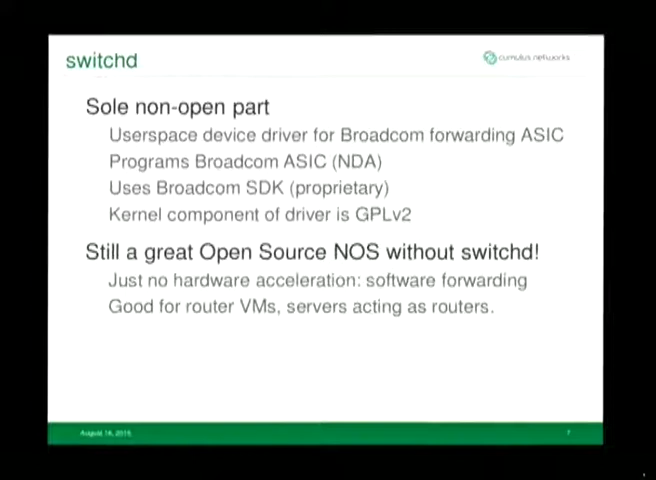 switchd
cumulus networks
Sole non-open part
Userspace device driver for Broadcom forwarding ASIC
Programs Broadcom ASIC (NDA)
Uses Broadcom SDK (proprietary)
Kernel component of driver is GPLv2
Still a great Open Source NOS without switchd!
Just no hardware acceleration: software forwarding
Good for router VMs, servers acting as routers.
August 14, 2015
7